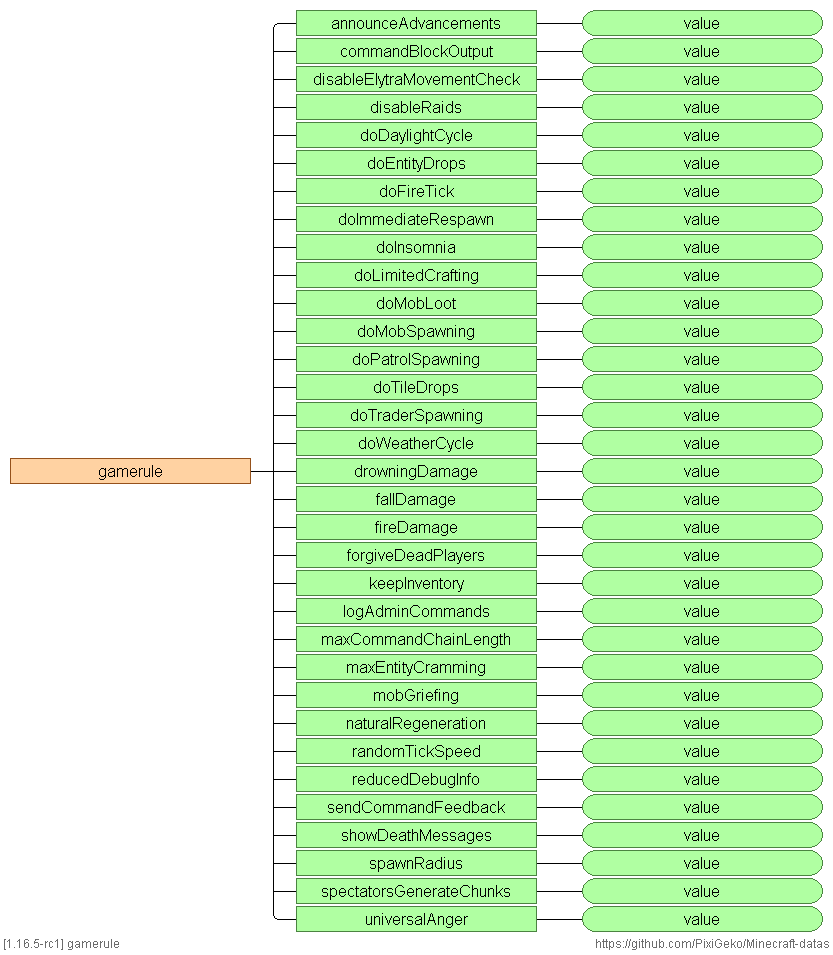 announceAdvancements value
commandBlockOutput value
disableElytraMovementCheck value
disableRaids value
doDaylightCycle value
doEntityDrops value
doFireTick value
doImmediateRespawn value
doInsomnia value
doLimitedCrafting value
doMobLoot value
doMobSpawning value
doPatrolSpawning value
doTileDrops value
doTraderSpawning value
doWeatherCycle value
gamerule drowningDamage value
fallDamage value
fireDamage value
forgiveDeadPlayers value
keepInventory value
logAdminCommands value
maxCommandChainLength value
maxEntityCramming value
mobGriefing value
naturalRegeneration value
randomTickSpeed value
reducedDebugInfo value
sendCommandFeedback value
showDeathMessages value
spawnRadius value
spectatorsGenerateChunks value
universalAnger value
[1.16.5-rc1] gamerule https://github.com/PixiGeko/Minecraft-datas